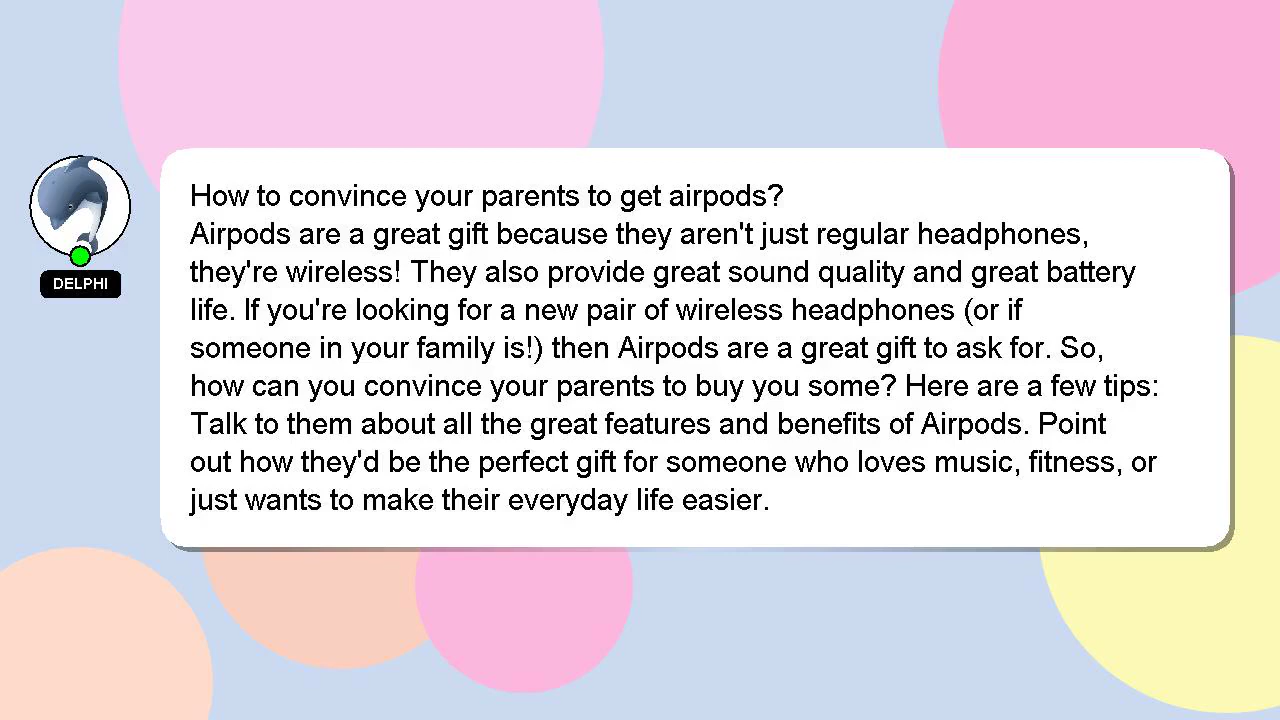 How to convince your parents to get airpods?
Airpods are a great gift because they aren't just regular headphones,
they're wireless! They also provide great sound quality and great battery
life. If you're looking for a new pair of wireless headphones (or if
someone in your family is!) then Airpods are a great gift to ask for. So,
how can you convince your parents to buy you some? Here are a few tips:
Talk to them about all the great features and benefits of Airpods. Point
out how they'd be the perfect gift for someone who loves music, fitness, or
just wants to make their everyday life easier.
DELPHI